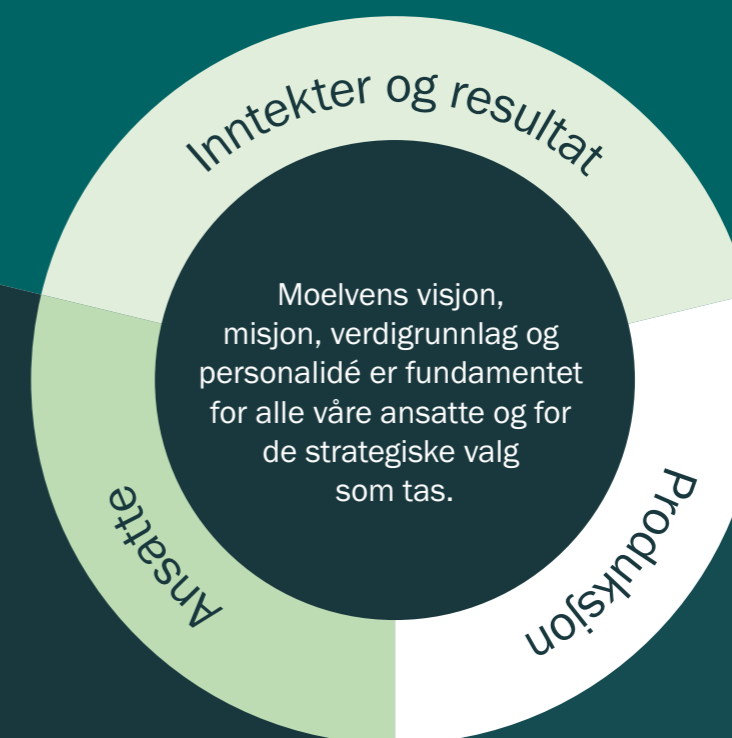 Inntekter og resultat
Moelvens visjon,
misjon, verdigrunnlag og
personalidé er fundamentet
for alle våre ansatte og for
de strategiske valg
som tas.
Ansatte
Produksjon